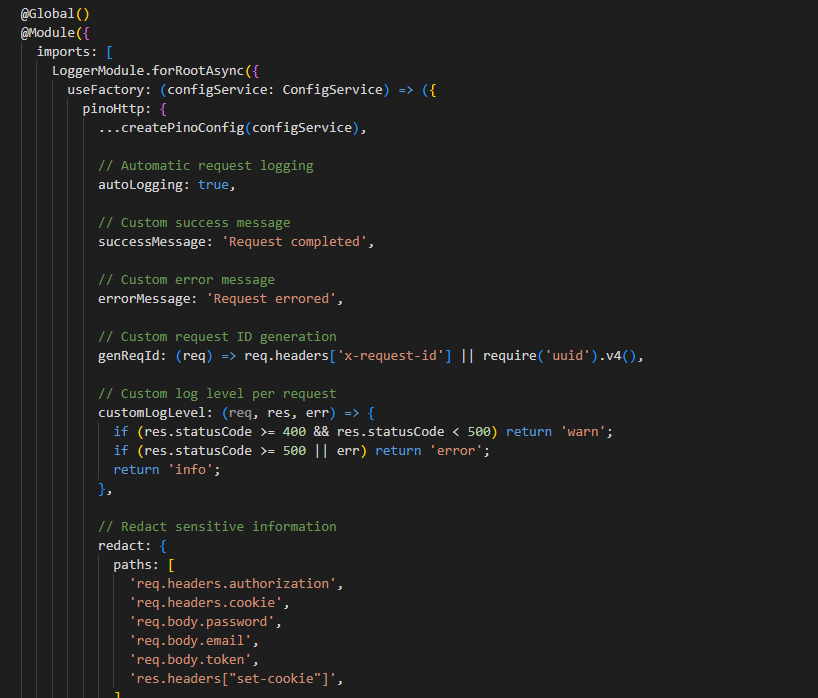 @Global()
@Module({
imports: [
LoggerModule.forRootAsync({
useFactory: (configService: ConfigService) => ({
pinoHttp: {
...createPinoConfig(configService),
// Automatic request logging
autoLogging: true,
// Custom success message
successMessage: 'Request completed',
// Custom error message
errorMessage: 'Request errored',
// Custom request ID generation
genReqId: (req) => req.headers['x-request-id'] || require('uuid').v4(),
// Custom log level per request
customLogLevel: (req, res, err) => {
if (res.statusCode >= 400 && res.statusCode < 500) return 'warn';
if (res.statusCode >= 500 || err) return 'error';
return 'info';
},
// Redact sensitive information
redact: {
paths: [
'req.headers.authorization',
'req.headers.cookie',
'req.body.password',
'req.body.email',
'req.body.token',
'res.headers["set-cookie"]',